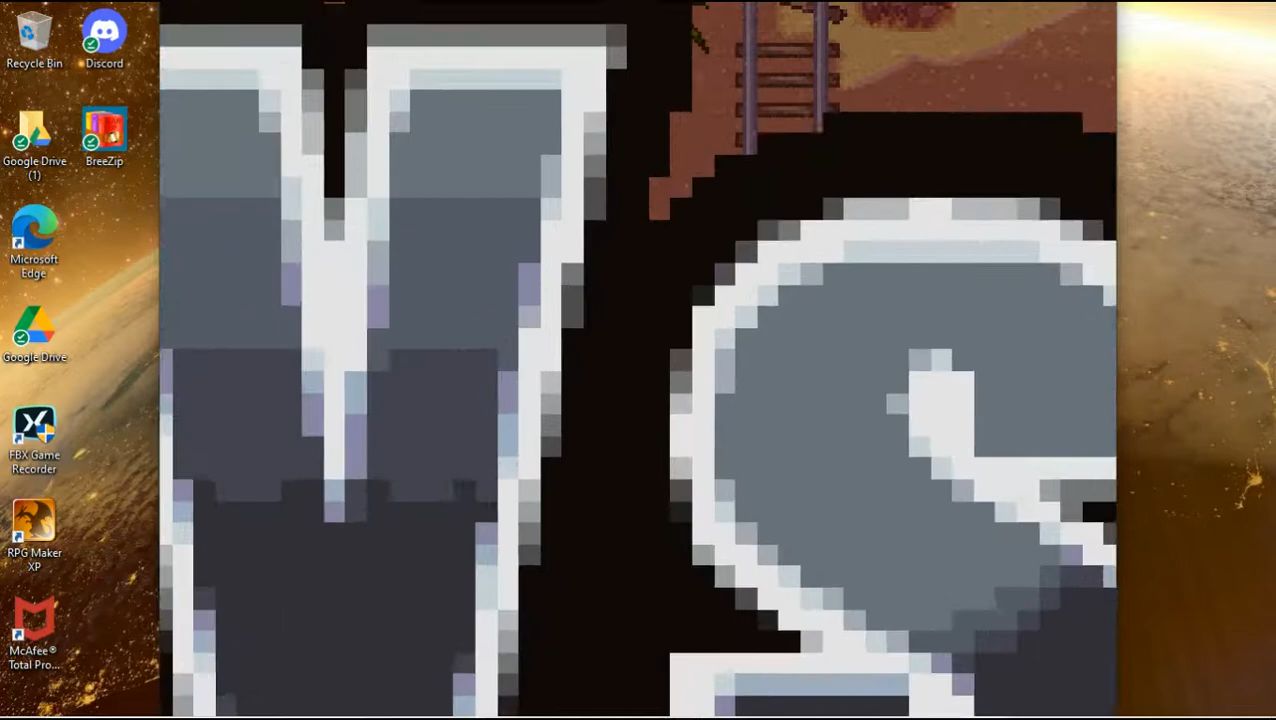 Recycle Bin
Discord
Google Drive
(1)
BreeZip
Microsoft
Edge
Google Drive
FBX Game
Recorder
RPG Maker
XP
McAfee®
Total Pro...
VS